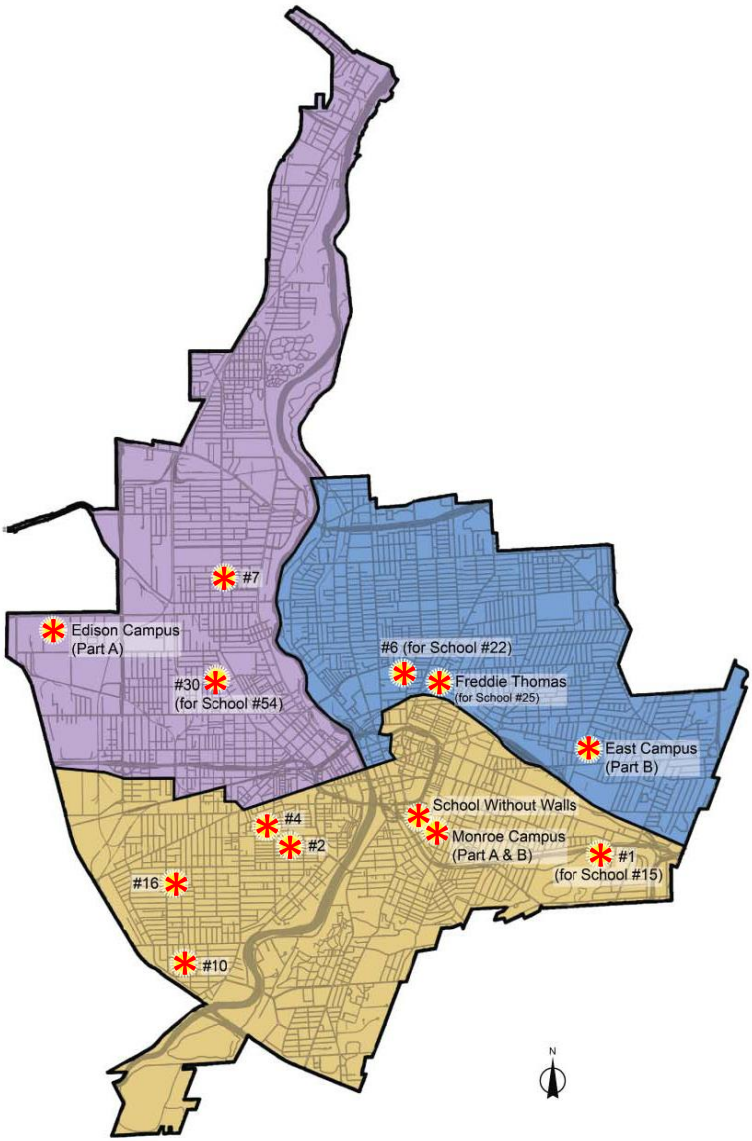 #7
Edison Campus
(Part A)
#6 (for School #22)
#30
(for School #54)
Freddie Thomas
(for School #25)
East Campus
(Part B)
School Without Walls
#4
Monroe Campus
(Part A & B)
#2
#1
(for School #15)
#16
#10
N